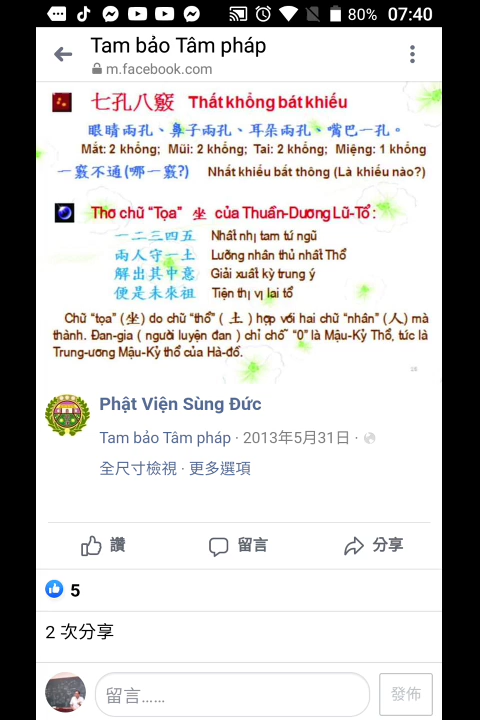 80% 07:40
Tam bảo Tâm pháp
m.facebook.com
七孔八竅 Thất khổng bát khiếu
眼睛兩孔、鼻子兩孔、耳朵兩孔、嘴巴一孔。
Mắt: 2 khổng; Mũi: 2 khổng; Tai: 2 khổng; Miệng: 1 khổng
一竅不通(哪一竅?) Nhất khiếu bất thông (Là khiếu nào?)
Thơ chữ “Tọa” 坐 của Thuần-Dương Lữ-Tổ:
一二三四五 Nhất nhị tam tứ ngũ
兩人守一土 Lưỡng nhân thủ nhất Thổ
解出其中意 Giải xuất kỳ trung ý
便是未來祖 Tiện thị vị lai tổ
Chữ “tọa” (坐) do chữ “thổ” ( 土 ) hợp với hai chữ “nhân” (人) mà
thành. Đan-gia ( người luyện đan ) chỉ chỗ “0” là Mậu-Kỷ Thổ, tức là
Trung-ương Mậu-Kỷ thổ của Hà-đồ.
16
Phật Viện Sùng Đức
Tam bảo Tâm pháp · 2013年5月31日 ·
全尺寸檢視 · 更多選項
讚 留言 分享
5
2 次分享
留言…… 發佈